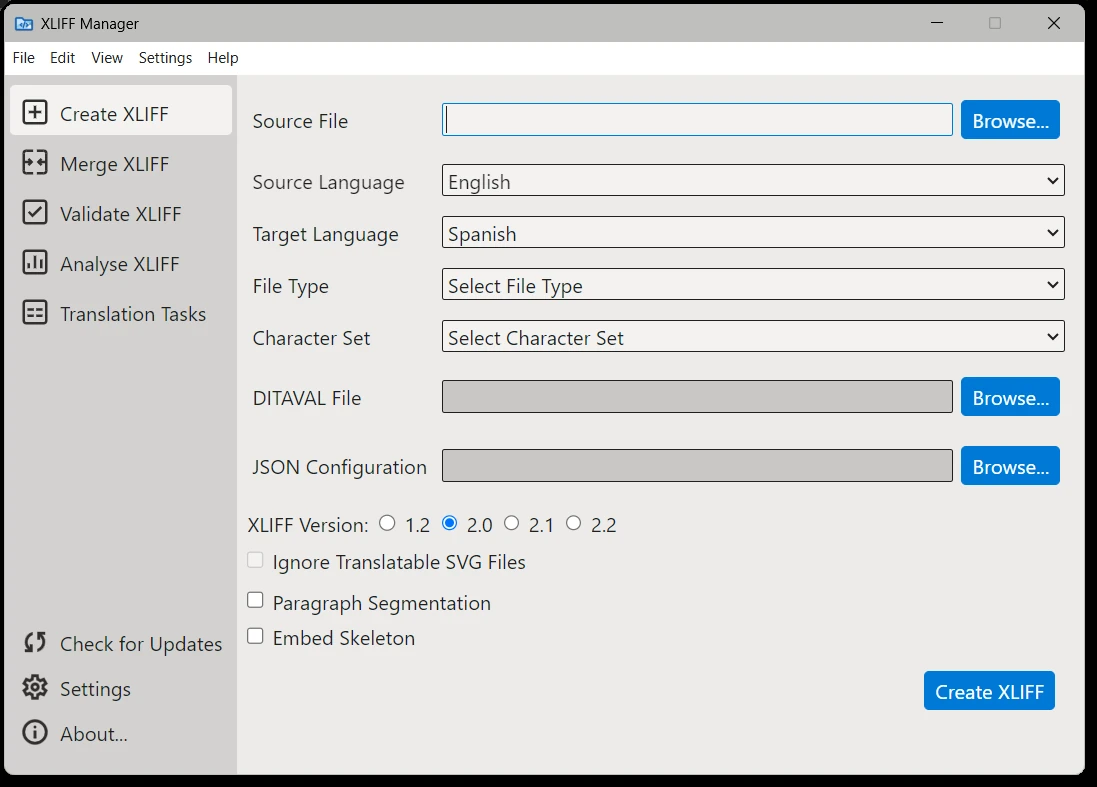 XLIFF Manager
File Edit View Settings Help
Create XLIFF
Merge XLIFF
Validate XLIFF
Analyse XLIFF
Translation Tasks
Check for Updates
Settings
About...
Source File Browse...
Source Language English
Target Language Spanish
File Type Select File Type
Character Set Select Character Set
DITAVAL File Browse...
JSON Configuration Browse...
XLIFF Version: 1.2 2.0 2.1 2.2
Ignore Translatable SVG Files
Paragraph Segmentation
Embed Skeleton
Create XLIFF